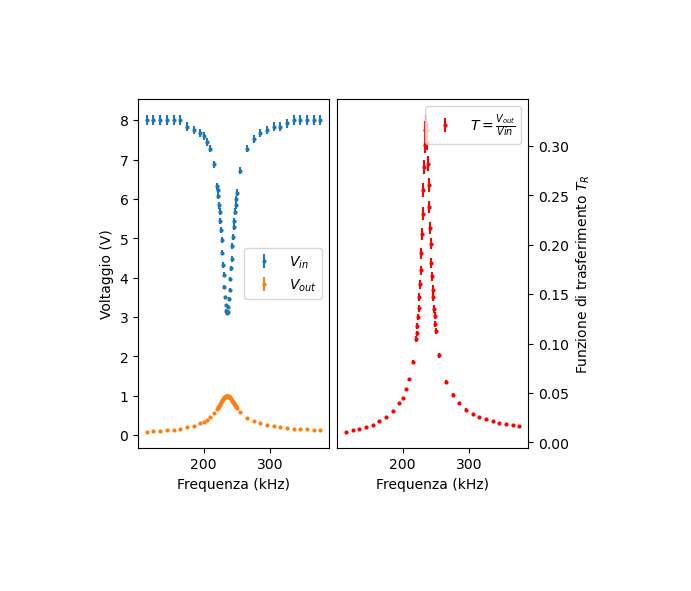 8
7
6
5
4
3
2
1
0
Voltaggio (V)
V_in
V_out
200 300
Frequenza (kHz)
T = V_out/Vin
0.30
0.25
0.20
0.15
0.10
0.05
0.00
Funzione di trasferimento T_R
200 300
Frequenza (kHz)